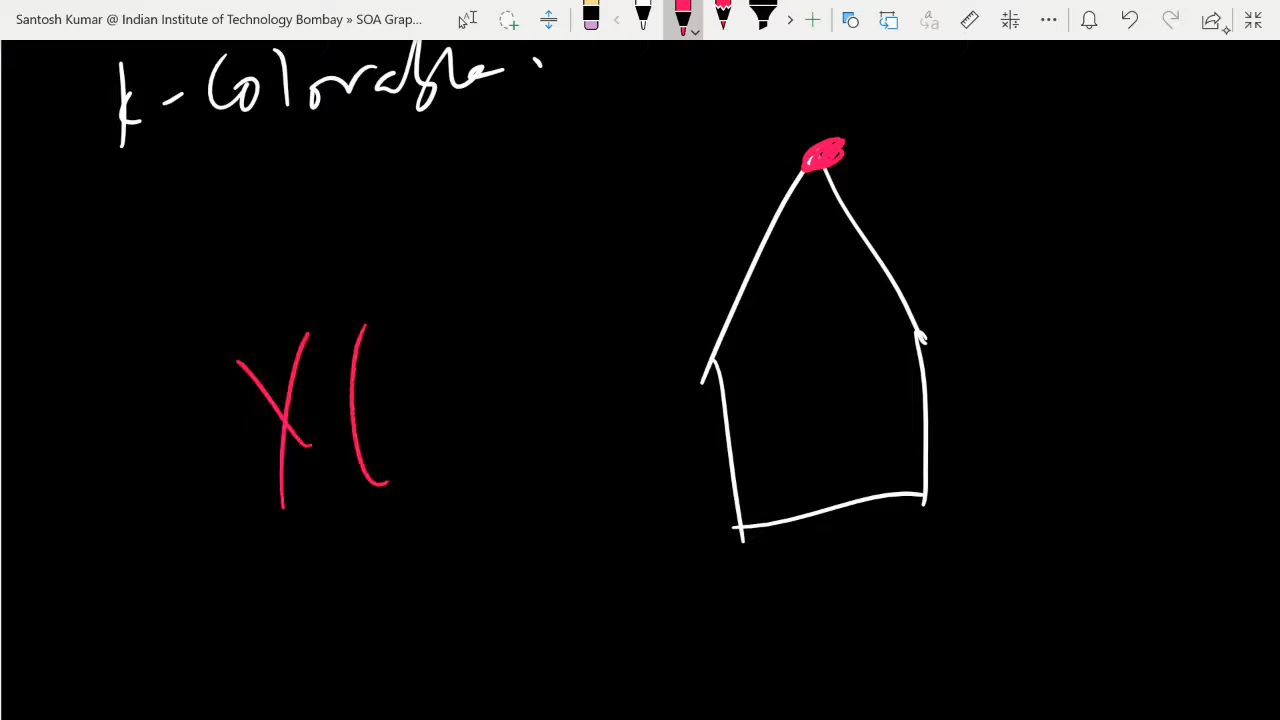 Santosh Kumar @ Indian Institute of Technology Bombay » SOA Grap...
k-Colorable.
χ(